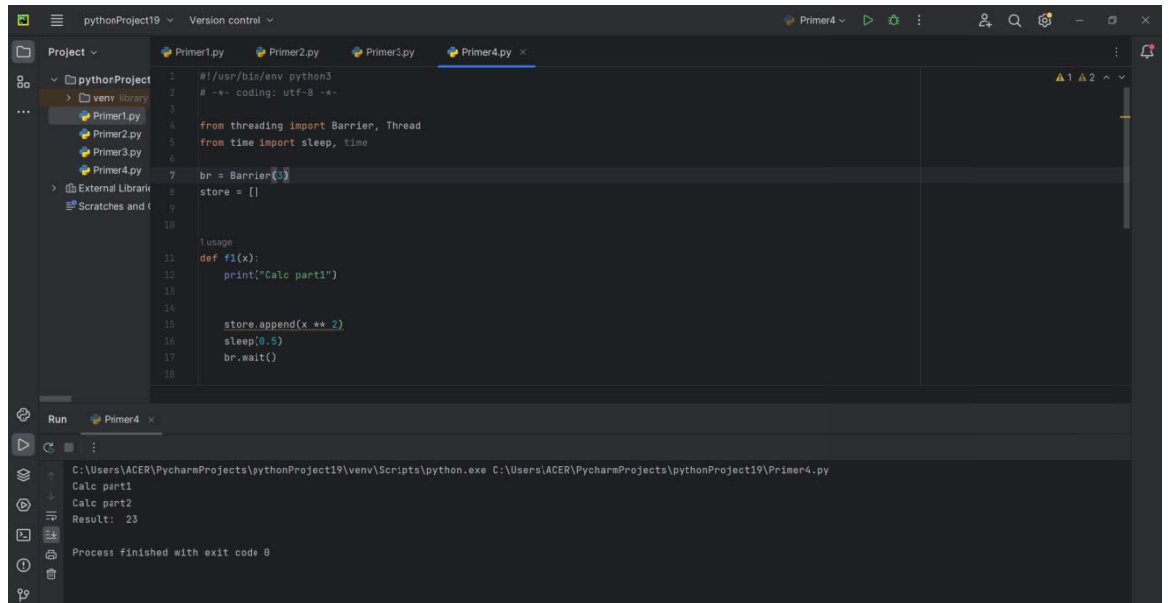 pythonProject19 Version control Primer4
Project Primer1.py Primer2.py Primer3.py Primer4.py
pythonProject
venv library
Primer1.py
Primer2.py
Primer3.py
Primer4.py
External Librarie
Scratches and C
1 2
1 #!/usr/bin/env python3
2 # -*- coding: utf-8 -*-
3
4 from threading import Barrier, Thread
5 from time import sleep, time
6
7 br = Barrier(3)
8 store = []
9
10
1 usage
11 def f1(x):
12 print("Calc part1")
13
14
15 store.append(x ** 2)
16 sleep(0.5)
17 br.wait()
18
Run Primer4
C:\Users\ACER\PycharmProjects\pythonProject19\venv\Scripts\python.exe C:\Users\ACER\PycharmProjects\pythonProject19\Primer4.py
Calc part1
Calc part2
Result: 23
Process finished with exit code 0